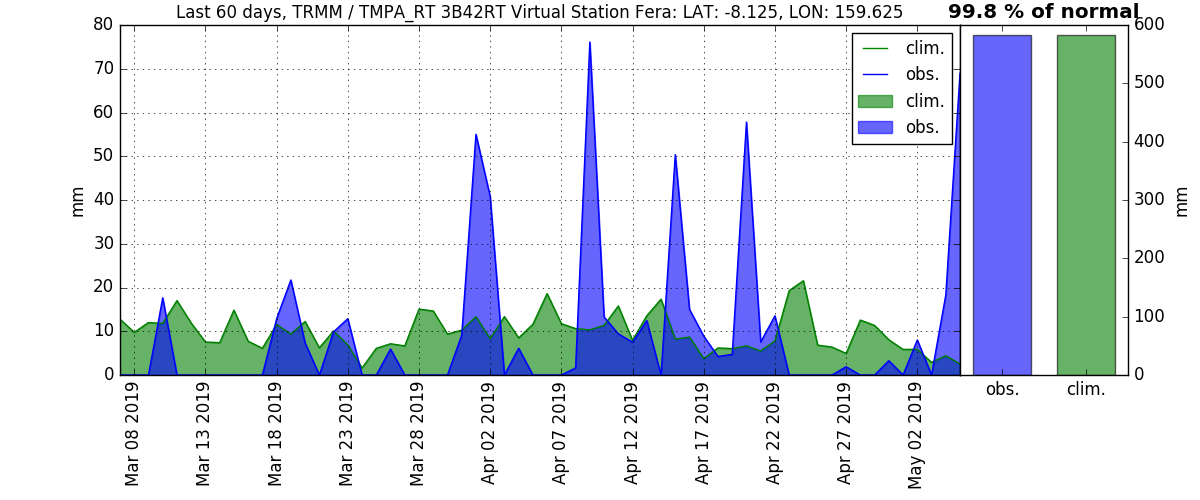 Last 60 days, TRMM / TMPA_RT 3B42RT Virtual Station Fera: LAT: -8.125, LON: 159.625
99.8 % of normal
80
70
60
50
40
30
20
10
0
mm
clim.
obs.
clim.
obs.
600
500
400
300
200
100
0
mm
Mar 08 2019
Mar 13 2019
Mar 18 2019
Mar 23 2019
Mar 28 2019
Apr 02 2019
Apr 07 2019
Apr 12 2019
Apr 17 2019
Apr 22 2019
Apr 27 2019
May 02 2019
obs.
clim.